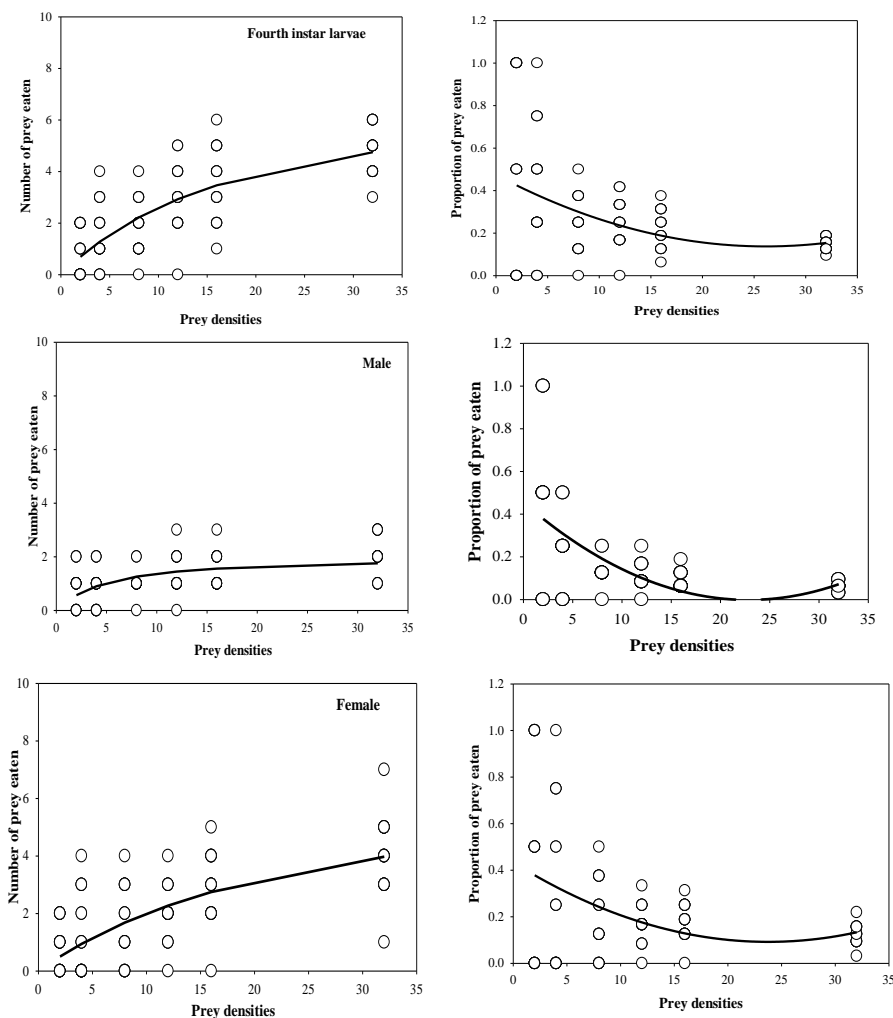 Fourth instar larvae
Number of prey eaten
10
8
6
4
2
0
0 5 10 15 20 25 30 35
Prey densities
Proportion of prey eaten
1.2
1.0
0.8
0.6
0.4
0.2
0.0
0 5 10 15 20 25 30 35
Prey densities
Male
Number of prey eaten
10
8
6
4
2
0
0 5 10 15 20 25 30 35
Prey densities
Proportion of prey eaten
1.2
1.0
0.8
0.6
0.4
0.2
0.0
0 5 10 15 20 25 30 35
Prey densities
Female
Number of prey eaten
10
8
6
4
2
0
0 5 10 15 20 25 30 35
Prey densities
Proportion of prey eaten
1.2
1.0
0.8
0.6
0.4
0.2
0.0
0 5 10 15 20 25 30 35
Prey densities